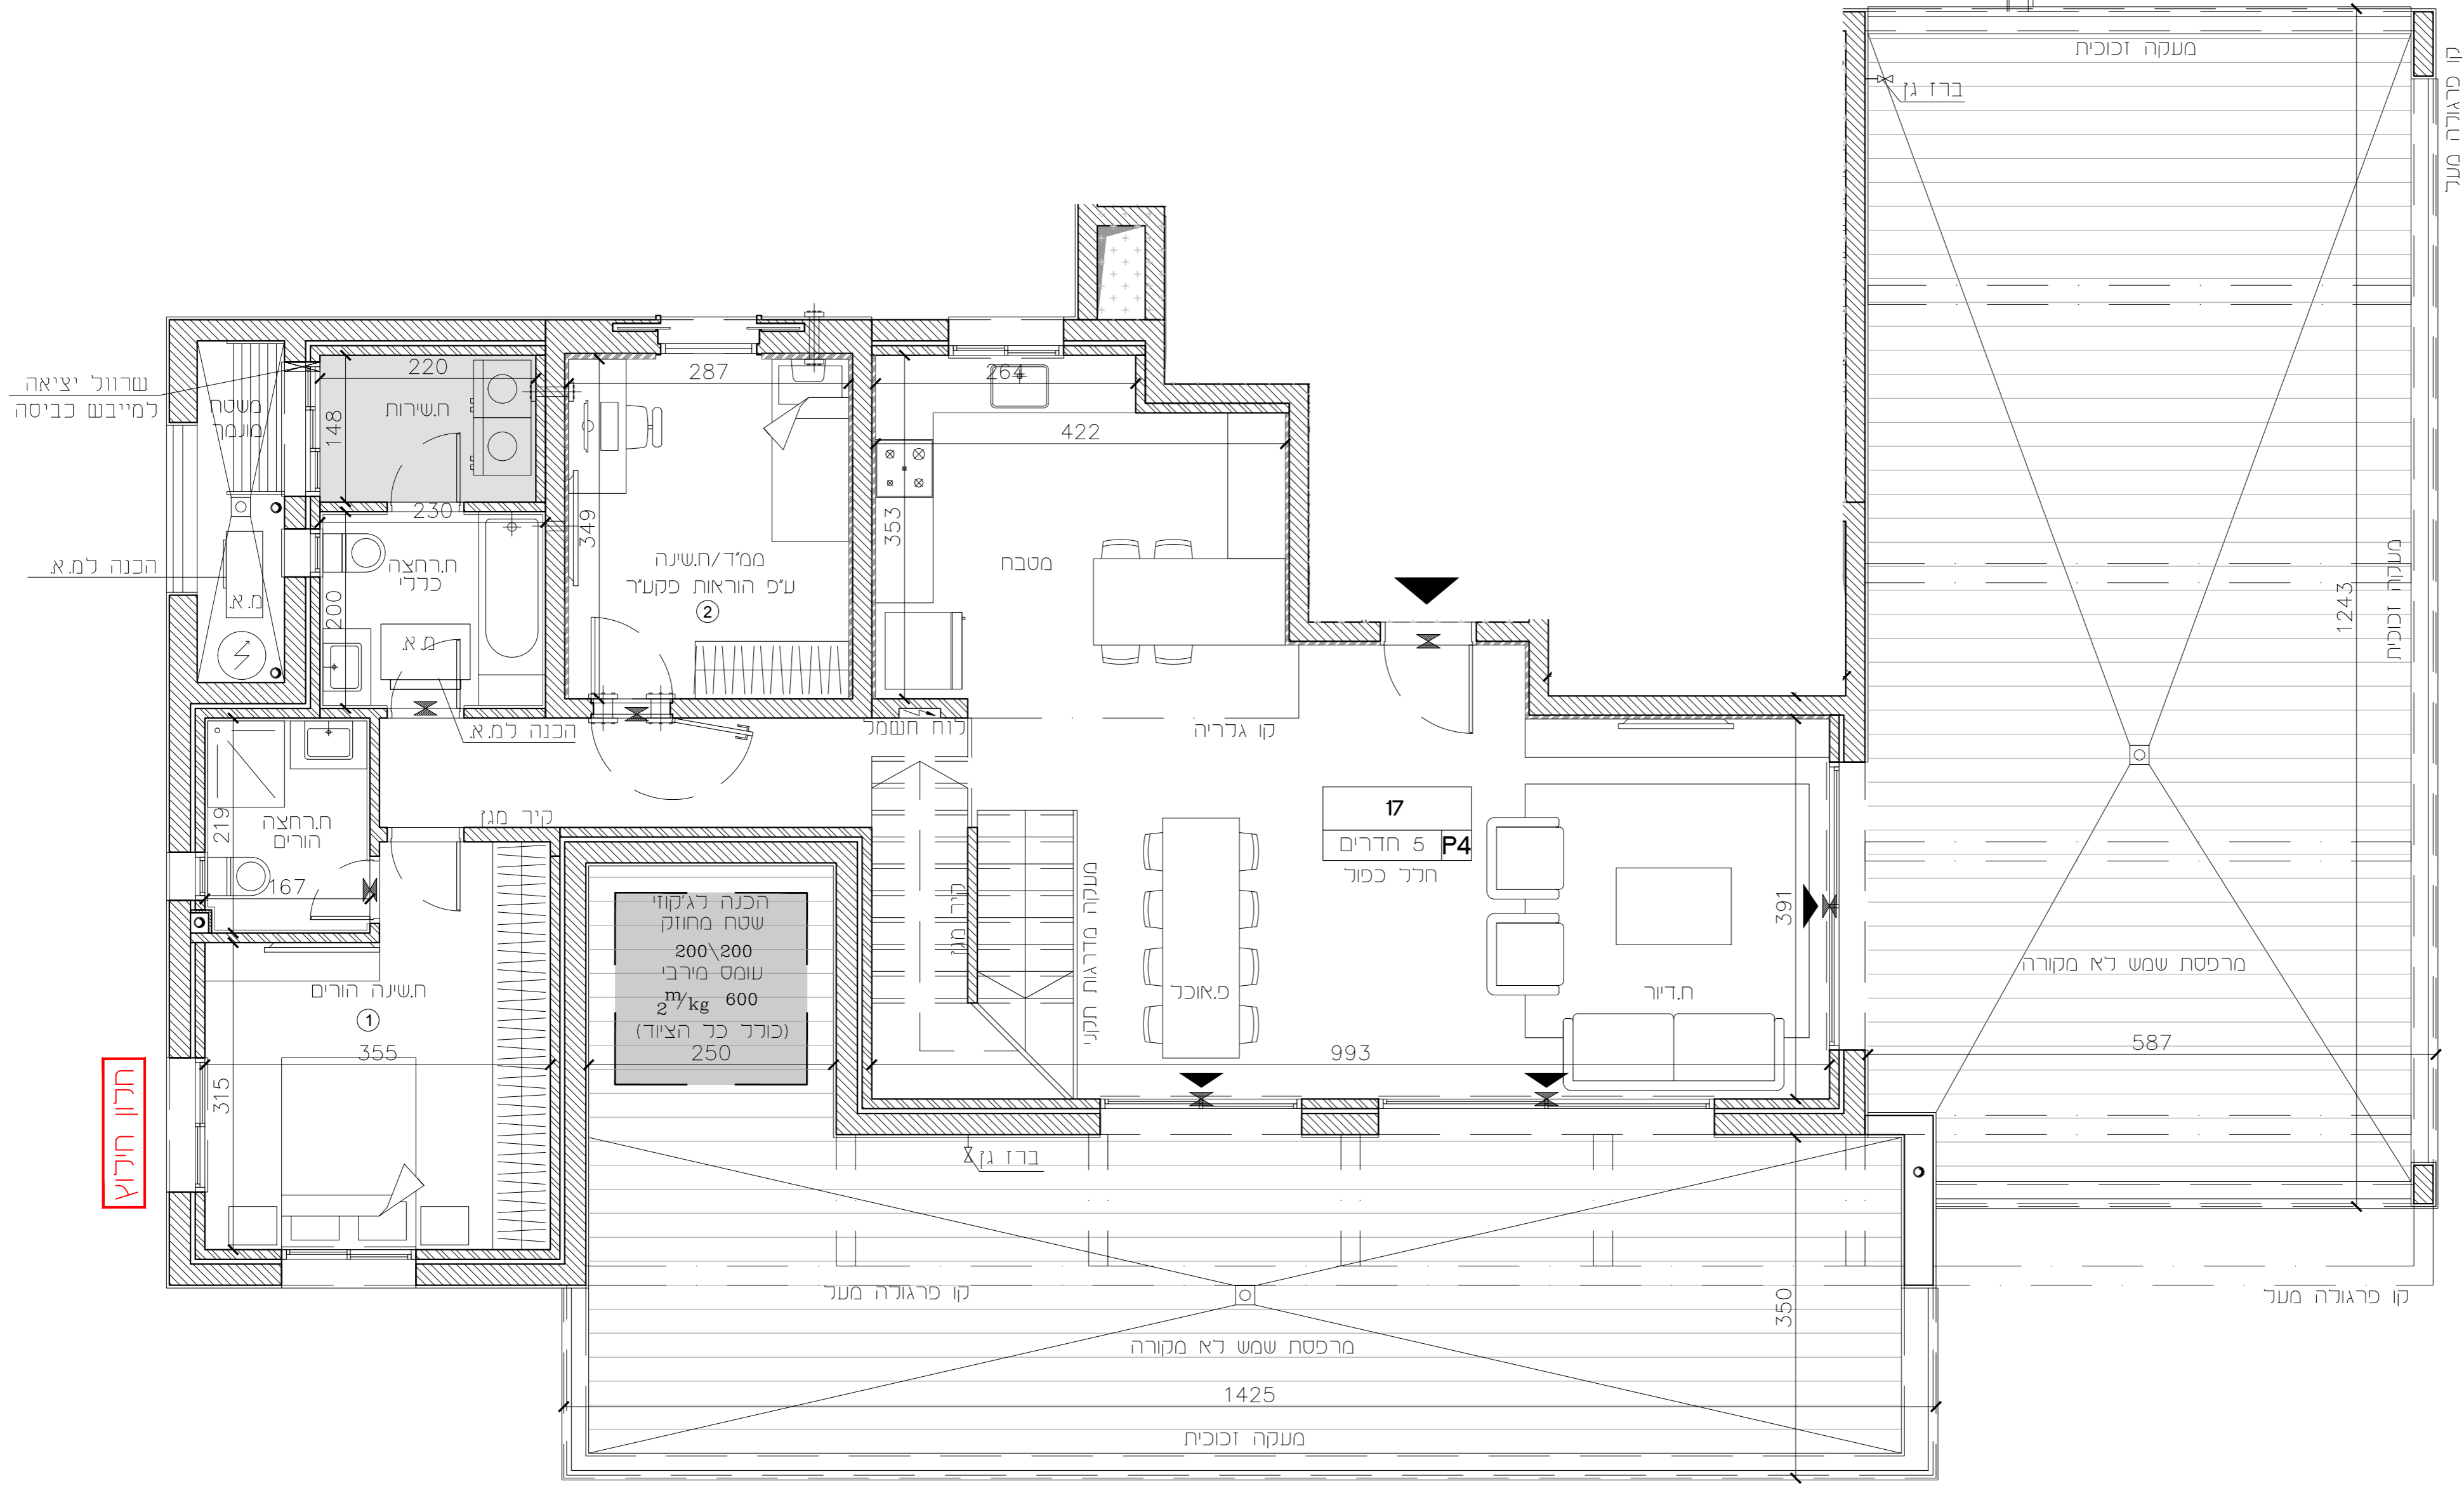 מעקה זכוכית
קו פרגולה מעל
ברז גן
שרוול יציאה
למייבש כביסה
משטח
מונמך
220
ח.שירות
148
287
264
422
230
349
353
הכנה למ.א.
מ.א.
ח.רחצה
כללי
200
מ.א.
ממ"ד/ח.שינה
ע"פ הוראות פקע"ר
2
מטבח
מעקה זכוכית
1243
הכנה למ.א.
לוח חשמל
קו גלריה
219
ח.רחצה
הורים
167
קיר מגן
17
5 חדרים P4
חלל כפול
קיר מגן
מעקה מדרגות תקני
391
הכנה לג'קוזי
שטח מחוזק
200\200
עומס מירבי
2 m/kg 600
(כולל כל הציוד)
250
ח.שינה הורים
1
355
315
פ.אוכל
ח.דיור
993
מרפסת שמש לא מקורה
587
חלון חילוץ
ברז גן
קו פרגולה מעל
קו פרגולה מעל
350
מרפסת שמש לא מקורה
1425
מעקה זכוכית